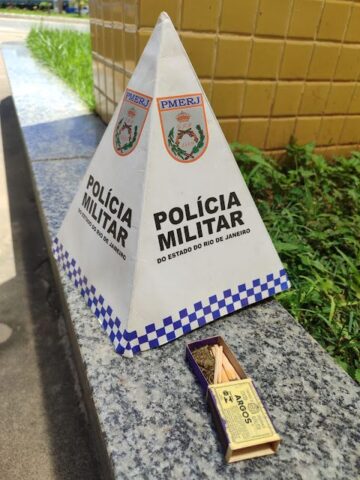 PMERJ
POLÍCIA
MILITAR
DO ESTADO DO RIO DE JANEIRO
PMERJ
POLÍCIA
MILITAR
DO ESTADO DO RIO DE JANEIRO
ARGOS